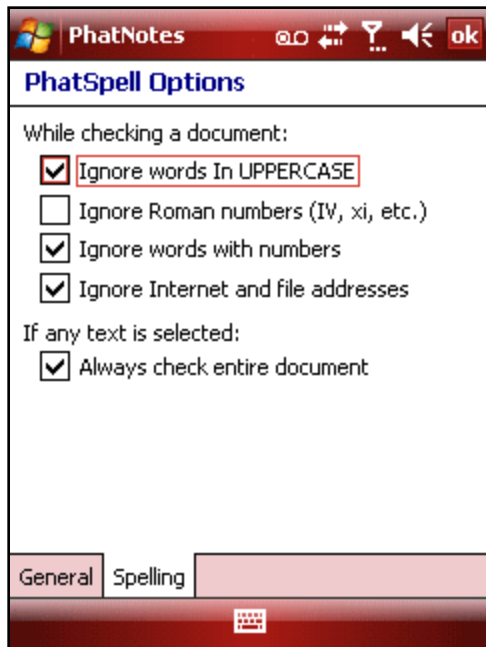 PhatNotes ok
PhatSpell Options
While checking a document:
Ignore words In UPPERCASE
Ignore Roman numbers (IV, xi, etc.)
Ignore words with numbers
Ignore Internet and file addresses
If any text is selected:
Always check entire document
General Spelling